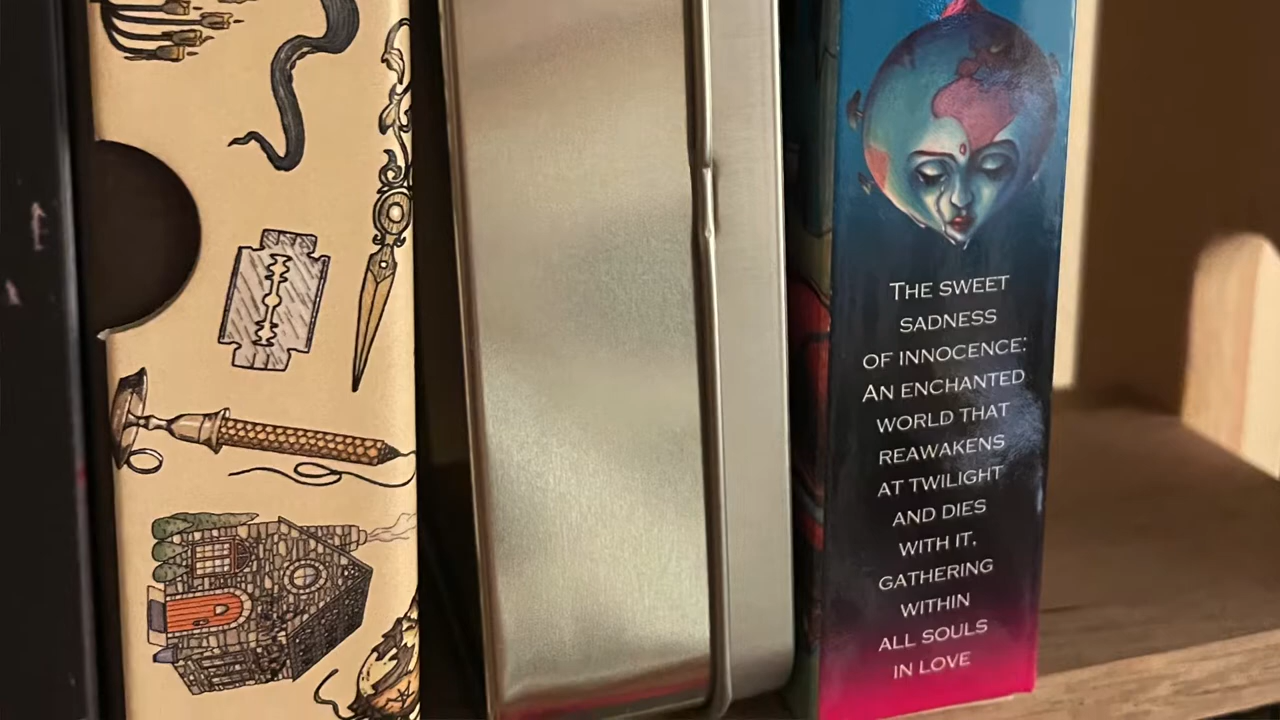 THE SWEET
SADNESS
OF INNOCENCE:
AN ENCHANTED
WORLD THAT
REAWAKENS
AT TWILIGHT
AND DIES
WITH IT,
GATHERING
WITHIN
ALL SOULS
IN LOVE